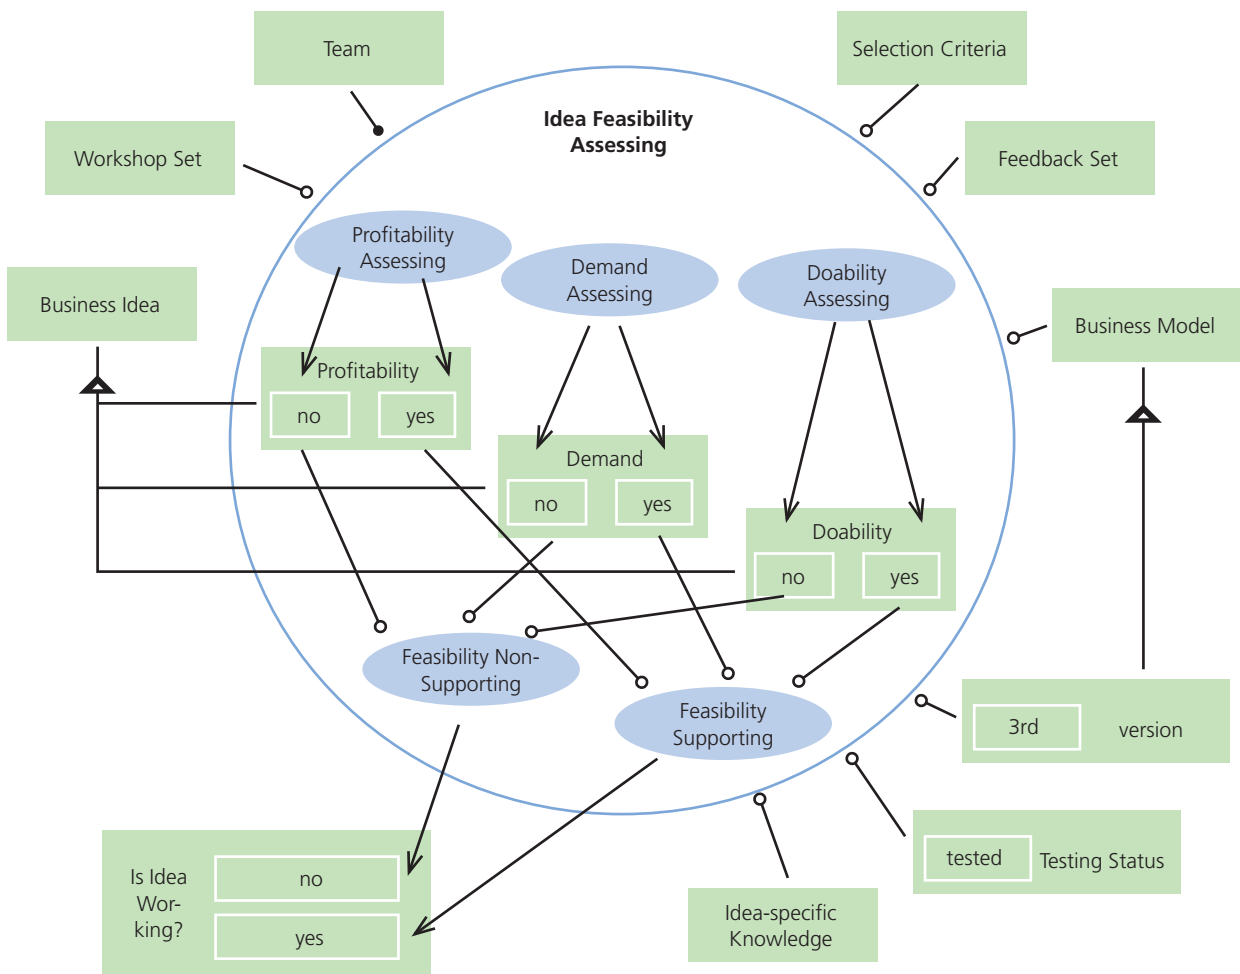 Team
Selection Criteria
Idea Feasibility
Assessing
Workshop Set
Feedback Set
Profitability
Assessing
Demand
Assessing
Doability
Assessing
Business Idea
Business Model
Profitability
no
yes
Demand
no
yes
Doability
no
yes
Feasibility Non-
Supporting
Feasibility
Supporting
3rd
version
tested
Testing Status
Is Idea
Wor-
king?
no
yes
Idea-specific
Knowledge